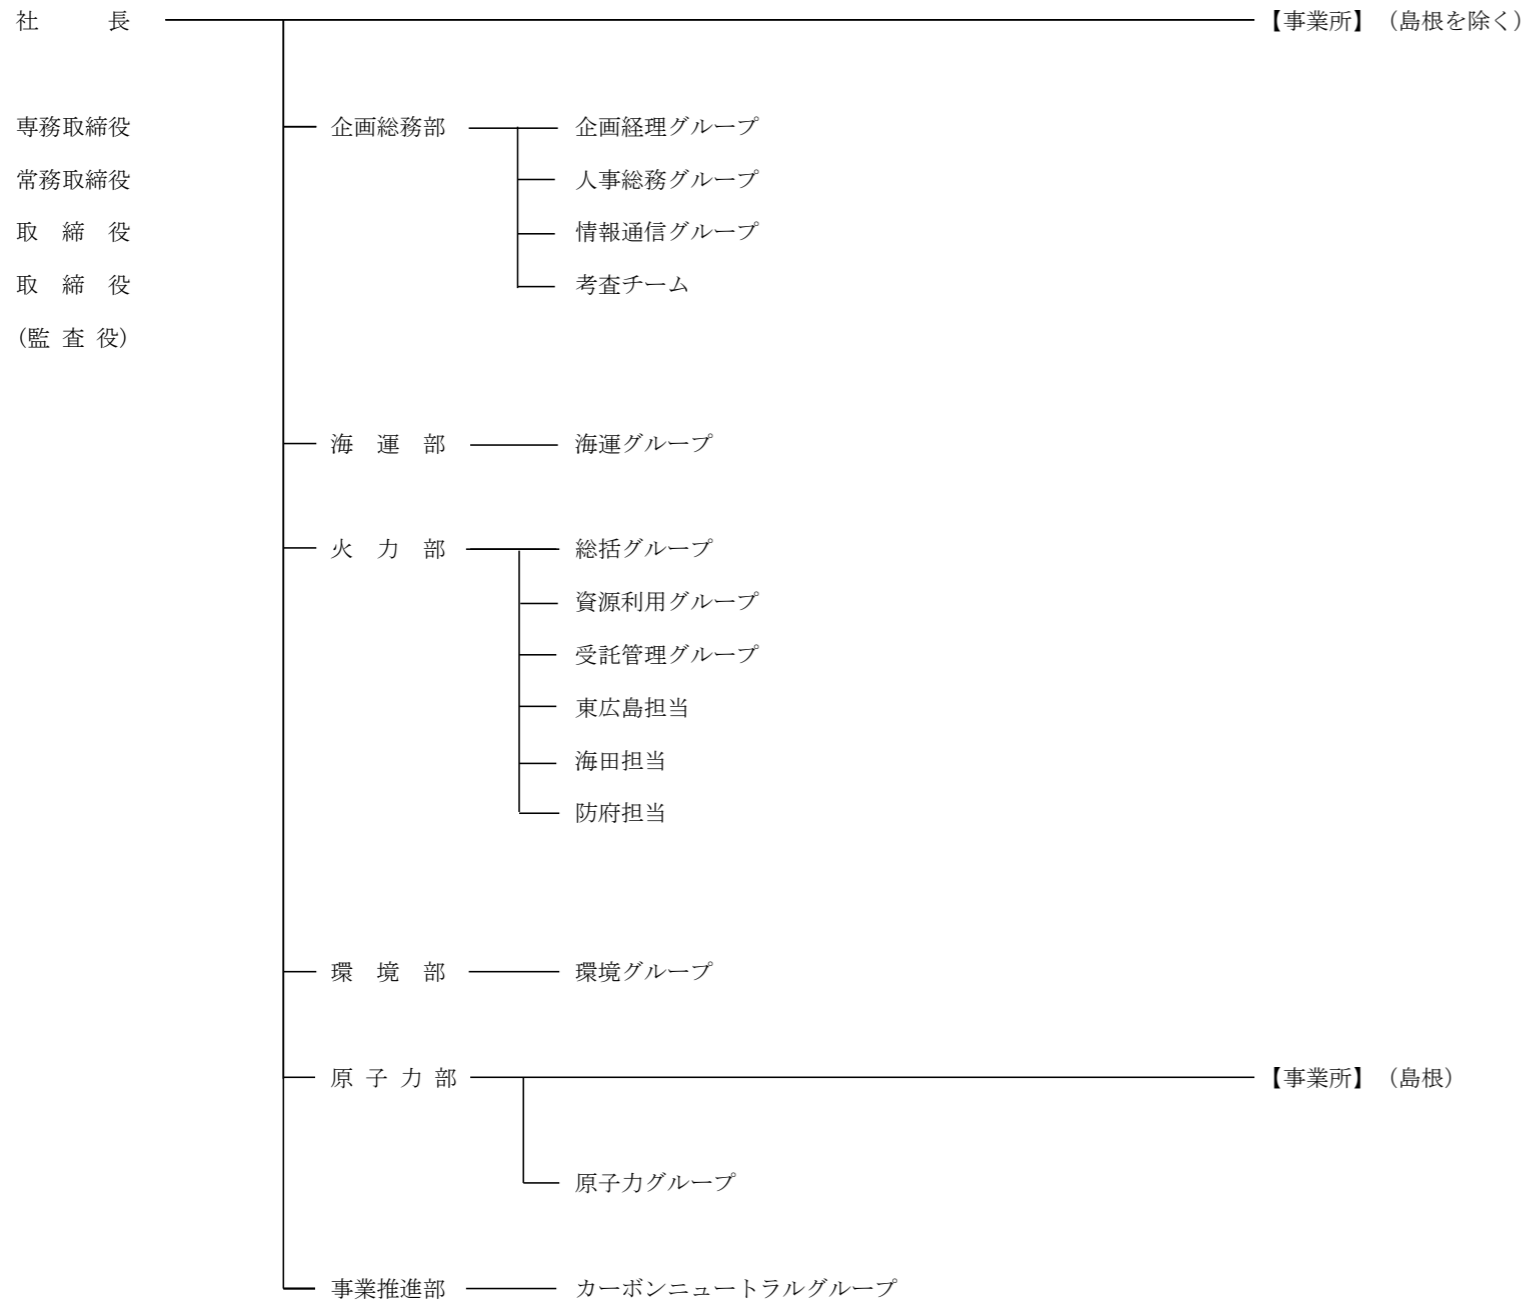 社　　　長　【事業所】（島根を除く）
専務取締役　企画総務部　企画経理グループ
常務取締役　人事総務グループ
取　締　役　情報通信グループ
取　締　役　考査チーム
（監 査 役）
海　運　部　海運グループ
火　力　部　総括グループ
資源利用グループ
受託管理グループ
東広島担当
海田担当
防府担当
環　境　部　環境グループ
原 子 力 部　【事業所】（島根）
原子力グループ
事業推進部　カーボンニュートラルグループ